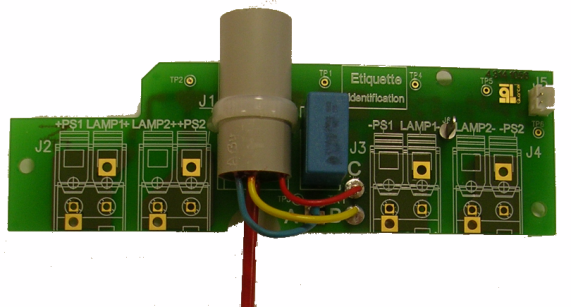 TP2
TP1
TP4
TP5
J5
Etiquette
identification
J1
+PS1 LAMP1+ LAMP2+ +PS2
-PS1 LAMP1- LAMP2- -PS2
TP6
J2
J3
J4
C